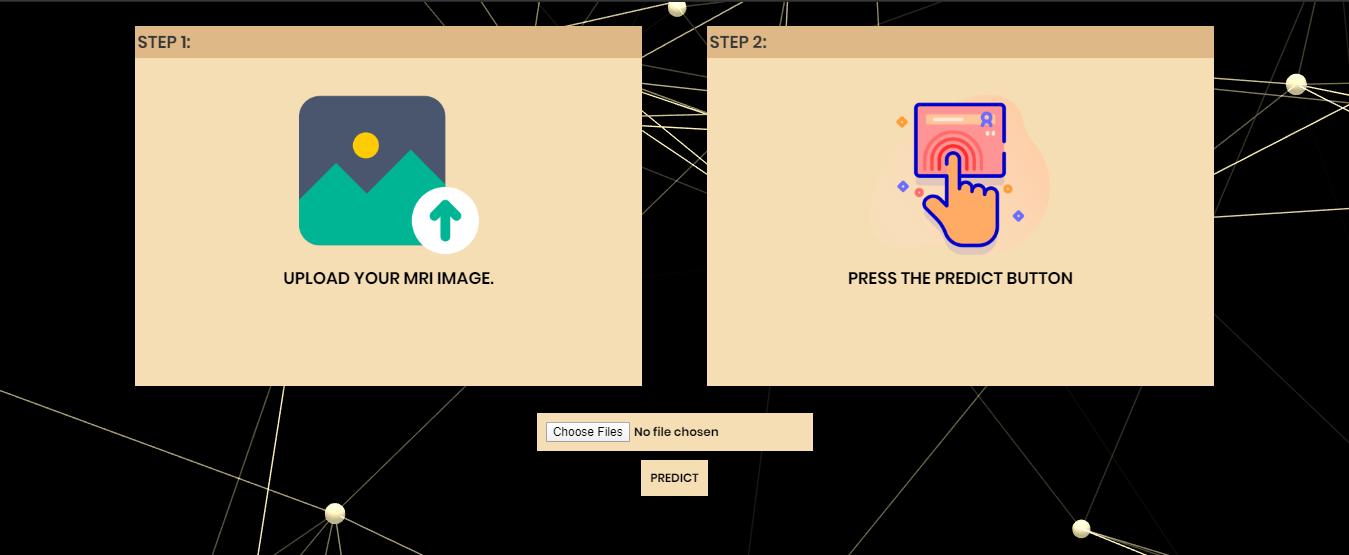 STEP 1:
UPLOAD YOUR MRI IMAGE.
STEP 2:
PRESS THE PREDICT BUTTON
Choose Files No file chosen
PREDICT